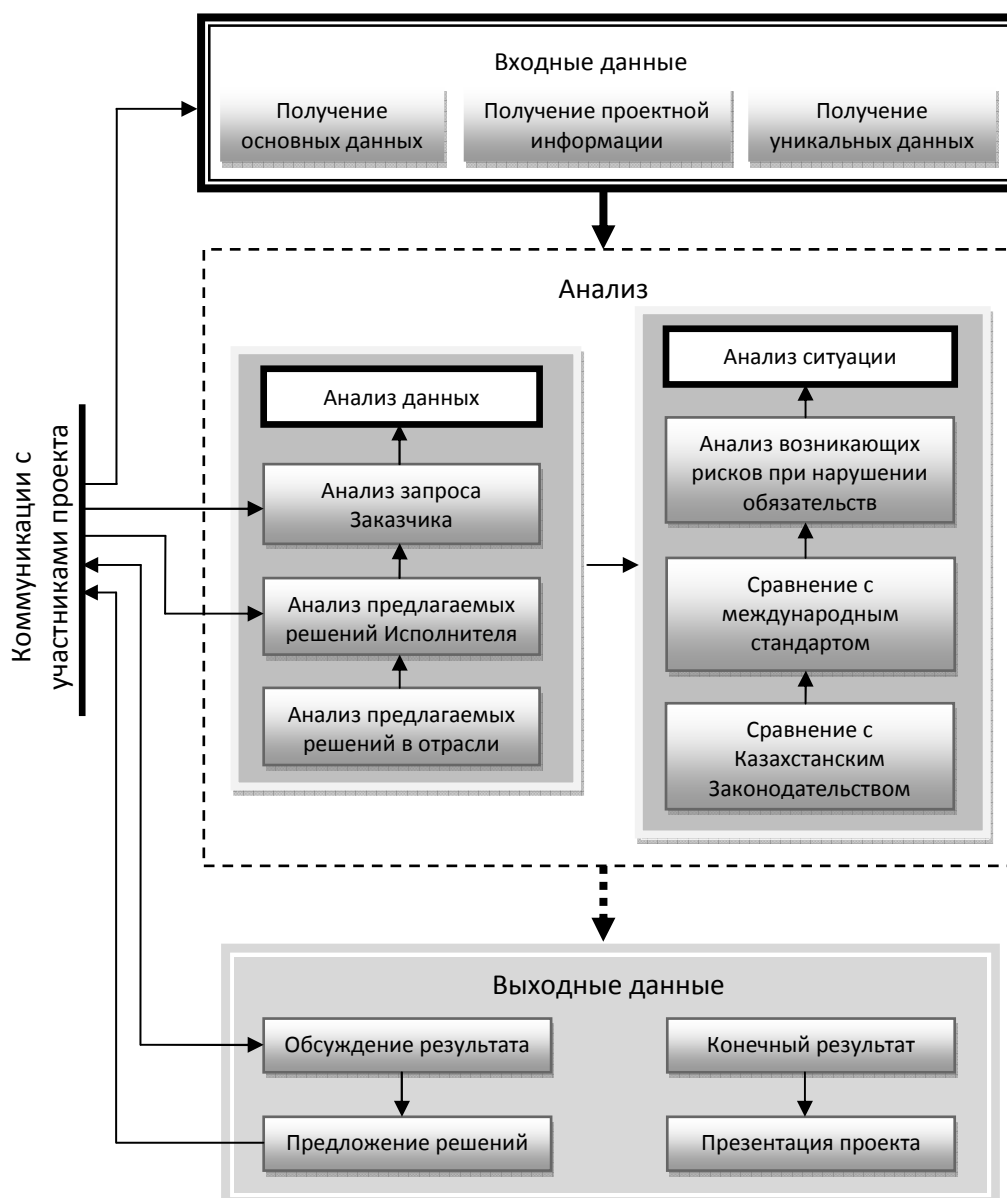 Коммуникации с
участниками проекта
Входные данные
Получение
основных данных
Получение проектной
информации
Получение
уникальных данных
Анализ
Анализ данных
Анализ запроса
Заказчика
Анализ предлагаемых
решений Исполнителя
Анализ предлагаемых
решений в отрасли
Анализ ситуации
Анализ возникающих
рисков при нарушении
обязательств
Сравнение с
международным
стандартом
Сравнение с
Казахстанским
Законодательством
Выходные данные
Обсуждение результата
Предложение решений
Конечный результат
Презентация проекта